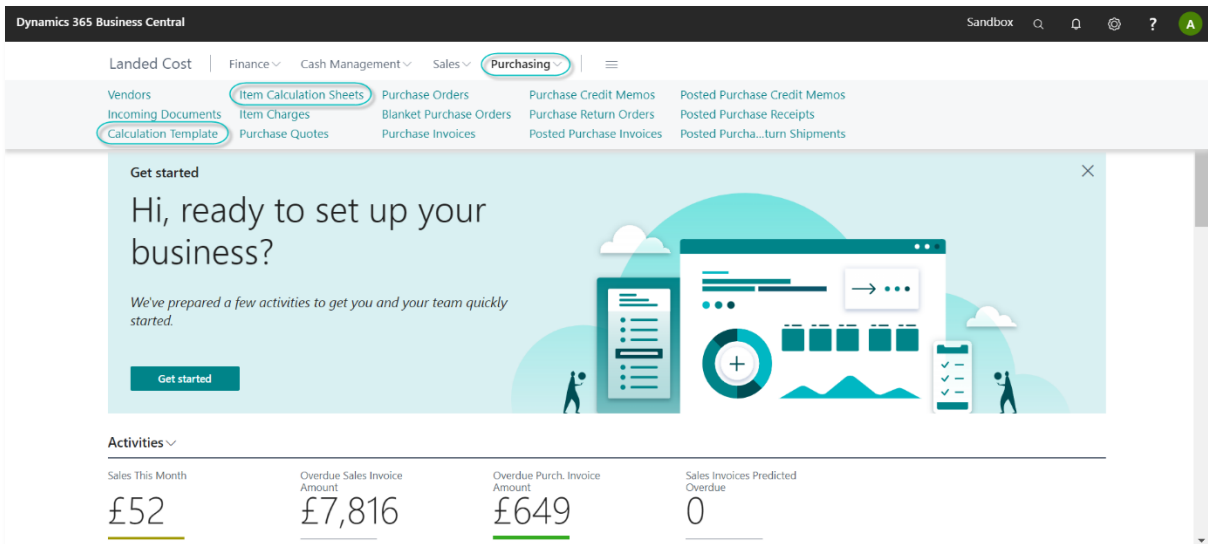 Dynamics 365 Business Central
Sandbox
?
A
Landed Cost
Finance
Cash Management
Sales
Purchasing
Vendors
Item Calculation Sheets
Purchase Orders
Purchase Credit Memos
Posted Purchase Credit Memos
Incoming Documents
Item Charges
Blanket Purchase Orders
Purchase Return Orders
Posted Purchase Receipts
Calculation Template
Purchase Quotes
Purchase Invoices
Posted Purchase Invoices
Posted Purcha...turn Shipments
Get started
Hi, ready to set up your
business?
We've prepared a few activities to get you and your team quickly
started.
Get started
Activities
Sales This Month
Overdue Sales Invoice
Amount
Overdue Purch. Invoice
Amount
Sales Invoices Predicted
Overdue
£52
£7,816
£649
0